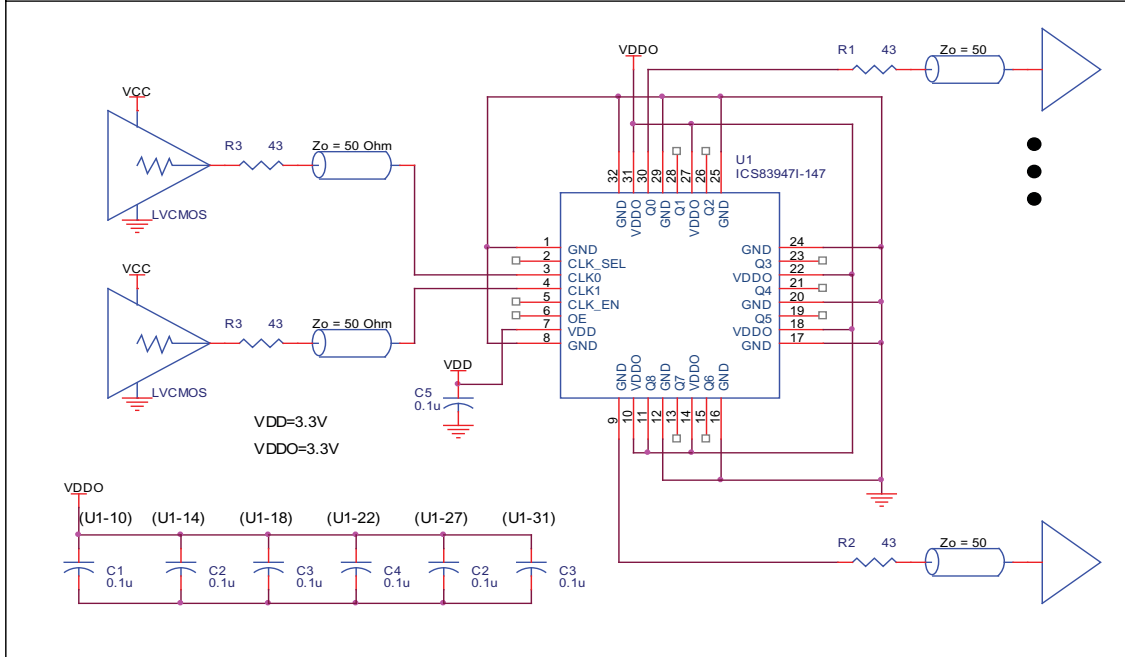 VDDO
R1 43 Zo = 50
VCC
R3 43 Zo = 50 Ohm
LVCMOS
VCC
R3 43 Zo = 50 Ohm
LVCMOS
U1
ICS83947I-147
32 31 30 29 28 27 26 25
GND VDDO Q0 GND Q1 VDDO Q2 GND
1 GND
2 CLK_SEL
3 CLK0
4 CLK1
5 CLK_EN
6 OE
7 VDD
8 GND
GND 24
Q3 23
VDDO 22
Q4 21
GND 20
Q5 19
VDDO 18
GND 17
GND VDDO Q8 GND Q7 VDDO Q6 GND
9 10 11 12 13 14 15 16
VDD
C5
0.1u
VDD=3.3V
VDDO=3.3V
VDDO
(U1-10) (U1-14) (U1-18) (U1-22) (U1-27) (U1-31)
C1 C2 C3 C4 C2 C3
0.1u 0.1u 0.1u 0.1u 0.1u 0.1u
R2 43 Zo = 50